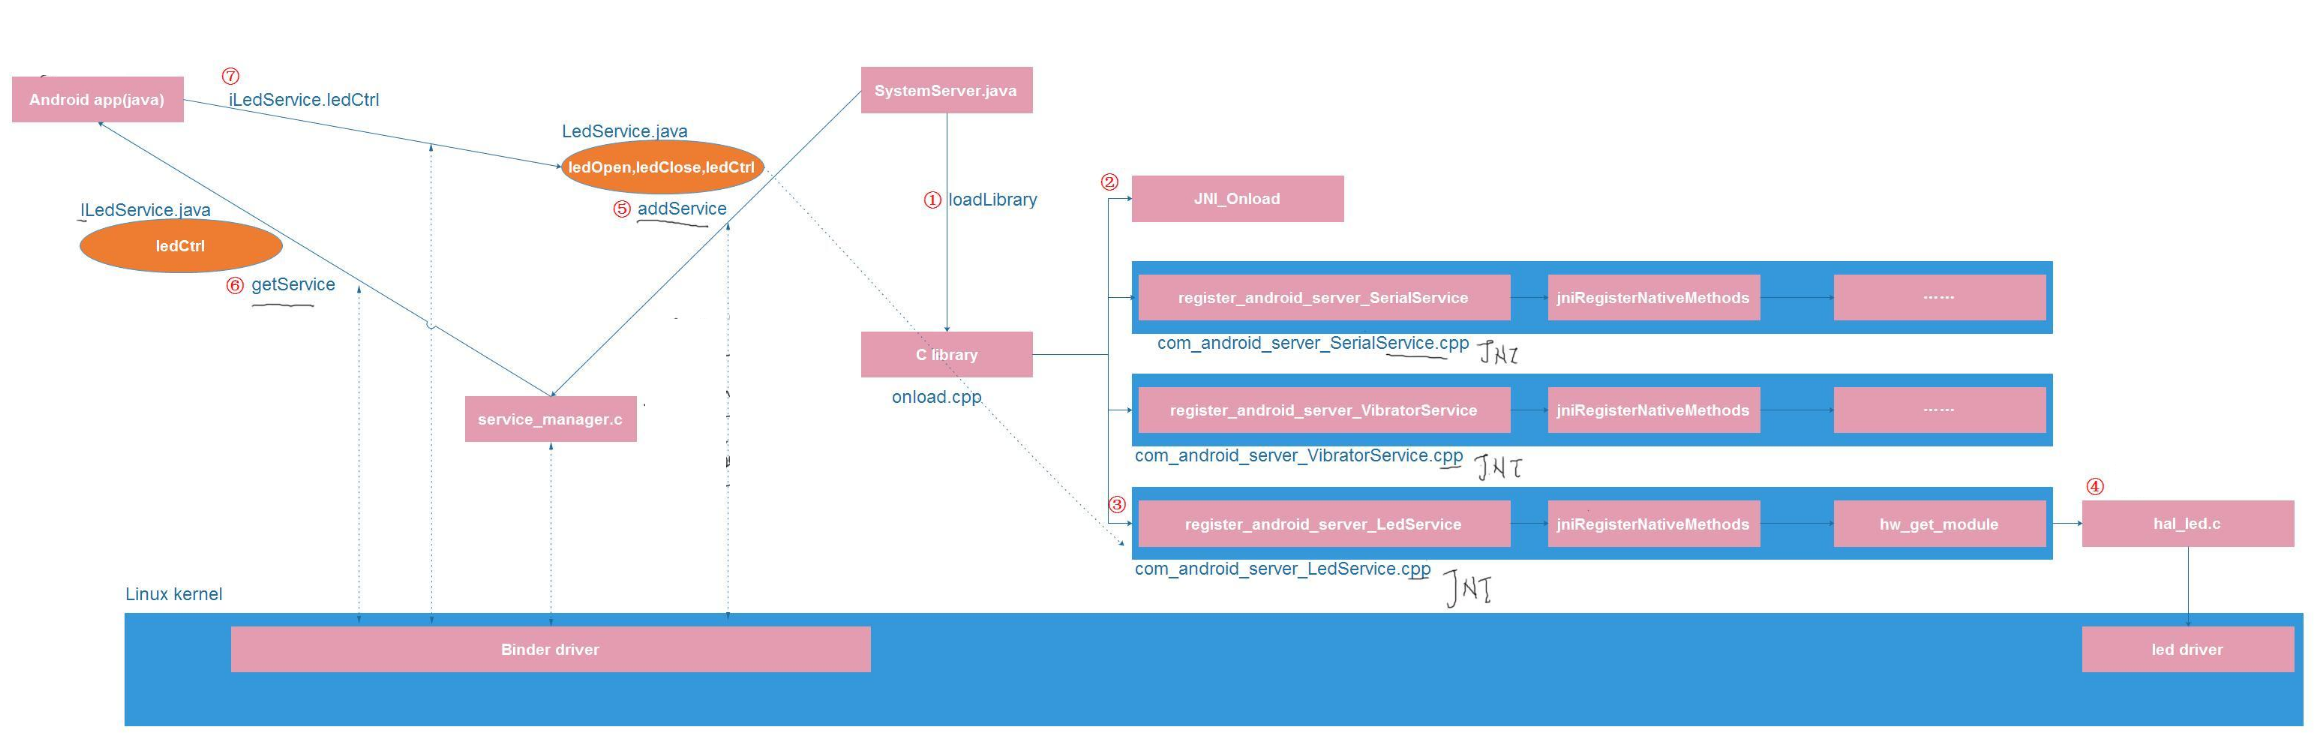 ⑦
Android app(java)
iLedService.ledCtrl
SystemServer.java
LedService.java
ledOpen,ledClose,ledCtrl
② JNI_Onload
① loadLibrary
ILedService.java
⑤ addService
ledCtrl
⑥ getService
register_android_server_SerialService
jniRegisterNativeMethods
······
com_android_server_SerialService.cpp JNI
C library
onload.cpp
service_manager.c
register_android_server_VibratorService
jniRegisterNativeMethods
······
com_android_server_VibratorService.cpp JNI
③
register_android_server_LedService
jniRegisterNativeMethods
hw_get_module
④
hal_led.c
com_android_server_LedService.cpp JNI
Linux kernel
Binder driver
led driver